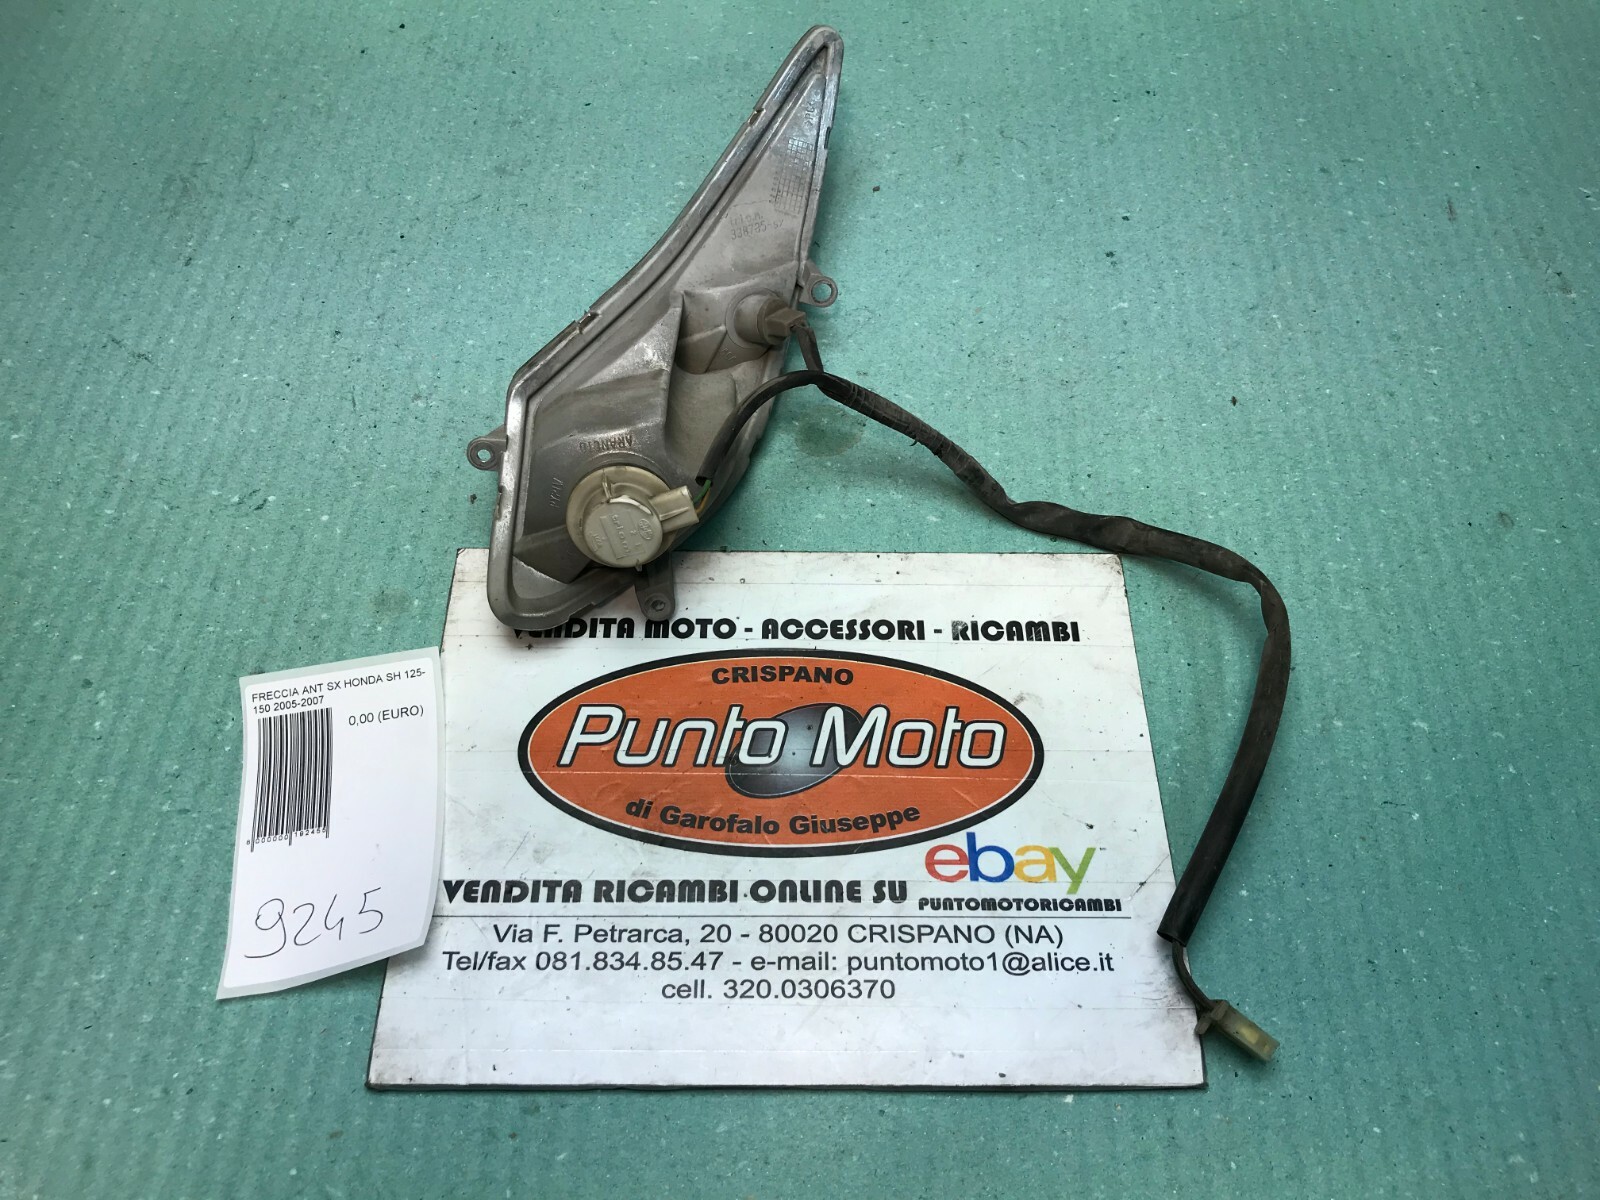 ARANCIO
FRECCIA ANT SX HONDA SH 125-
150 2005-2007
0,00 (EURO)
9245
VENDITA MOTO - ACCESSORI - RICAMBI
CRISPANO
Punto Moto
di Garofalo Giuseppe
ebay
VENDITA RICAMBI ONLINE SU PUNTOMOTORICAMBI
Via F. Petrarca, 20 - 80020 CRISPANO (NA)
Tel/fax 081.834.85.47 - e-mail: puntomoto1@alice.it
cell. 320.0306370